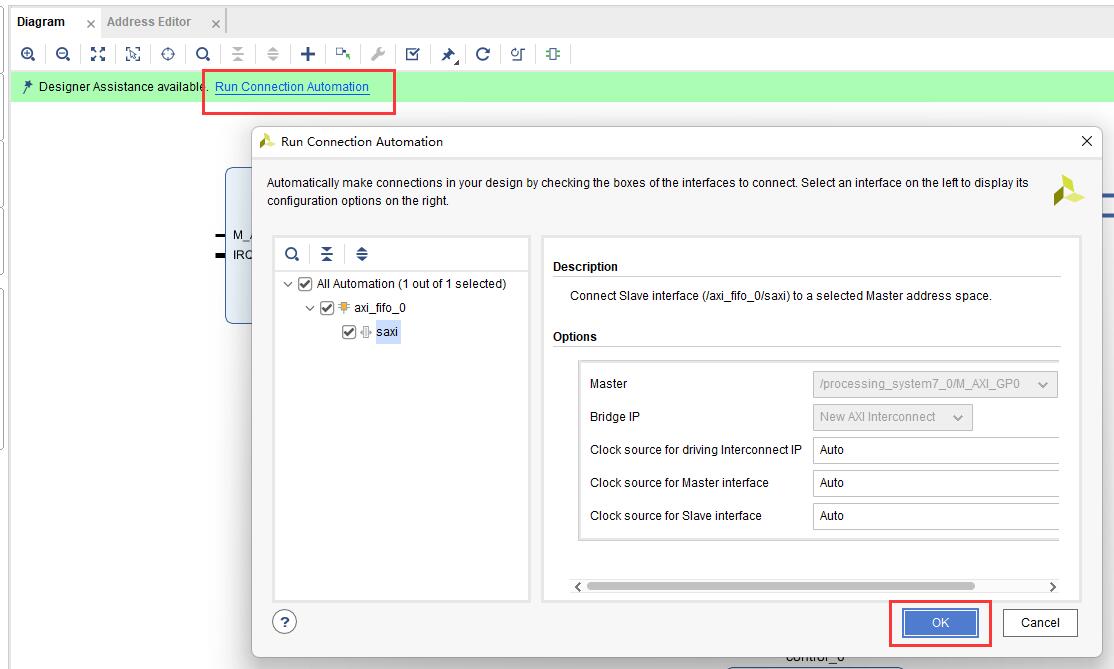 Diagram
Address Editor
Designer Assistance available.
Run Connection Automation
Run Connection Automation
Automatically make connections in your design by checking the boxes of the interfaces to connect. Select an interface on the left to display its
configuration options on the right.
M_
IRQ
All Automation (1 out of 1 selected)
axi_fifo_0
saxi
Description
Connect Slave interface (/axi_fifo_0/saxi) to a selected Master address space.
Options
Master
/processing_system7_0/M_AXI_GP0
Bridge IP
New AXI Interconnect
Clock source for driving Interconnect IP
Auto
Clock source for Master interface
Auto
Clock source for Slave interface
Auto
?
OK
Cancel
control_0